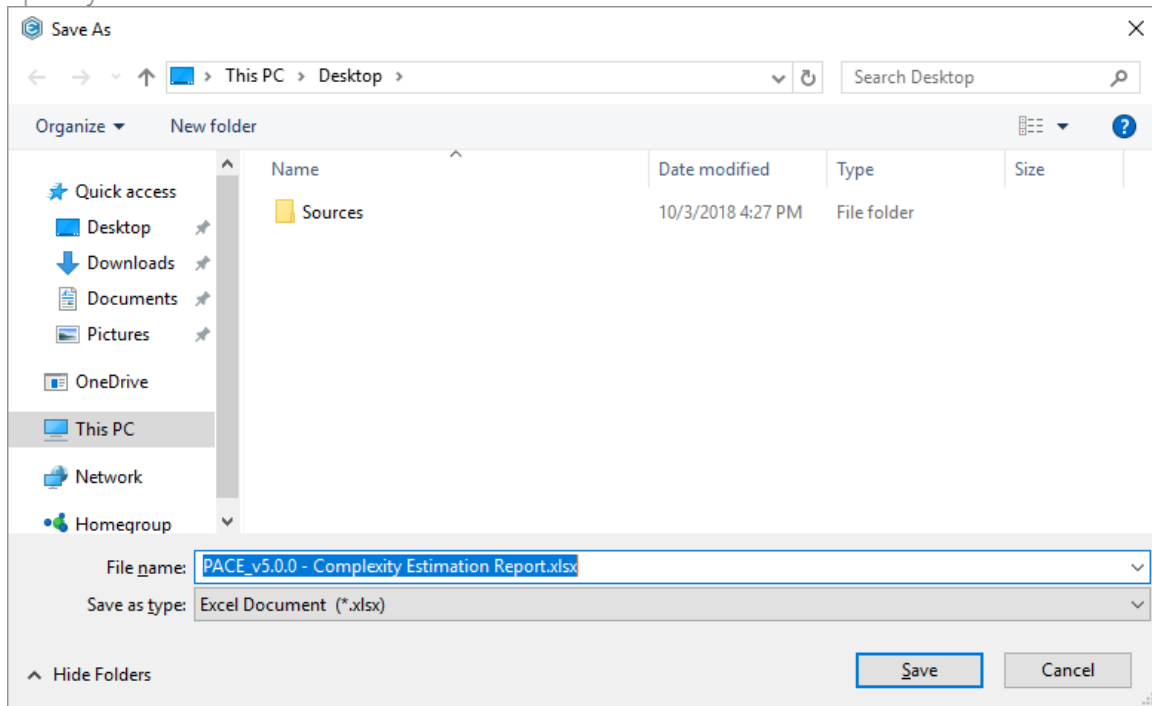 Save As
This PC > Desktop >
Search Desktop
Organize
New folder
Name
Date modified
Type
Size
Quick access
Sources
10/3/2018 4:27 PM
File folder
Desktop
Downloads
Documents
Pictures
OneDrive
This PC
Network
Homegroup
File name: PACE_v5.0.0 - Complexity Estimation Report.xlsx
Save as type: Excel Document (*.xlsx)
Hide Folders
Save
Cancel